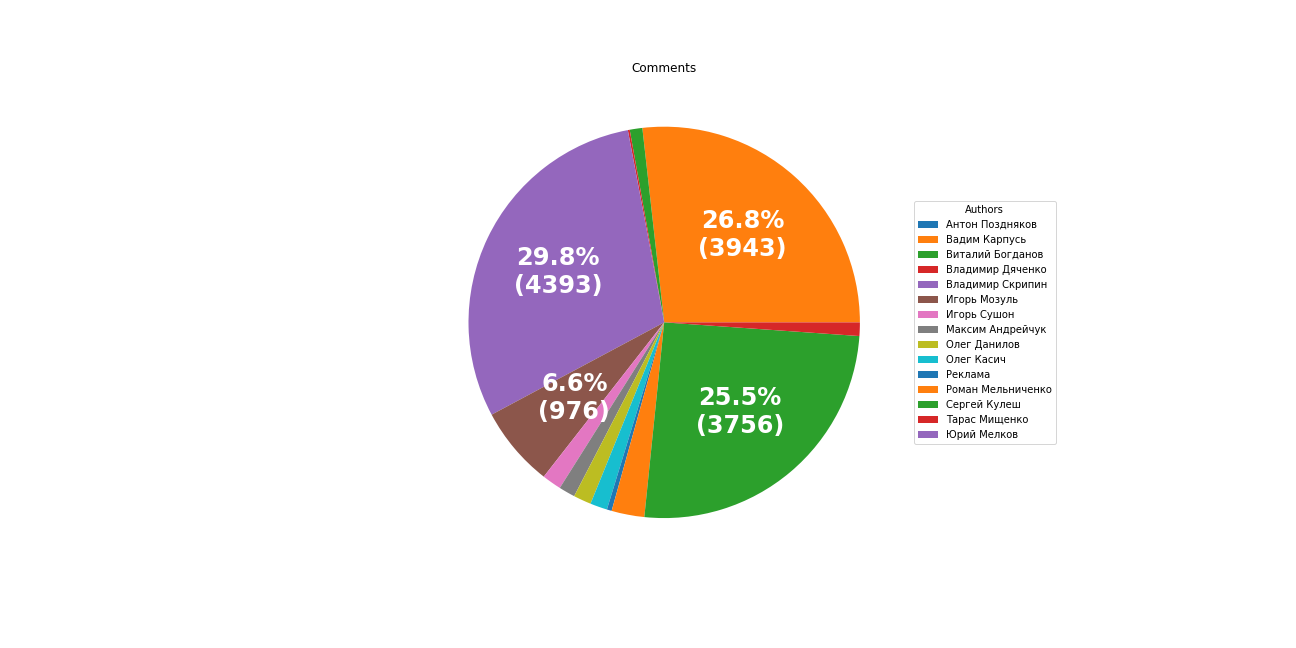 Comments
26.8%
(3943)
29.8%
(4393)
6.6%
(976)
25.5%
(3756)
Authors
Антон Поздняков
Вадим Карпусь
Виталий Богданов
Владимир Дяченко
Владимир Скрипин
Игорь Мозуль
Игорь Сушон
Максим Андрейчук
Олег Данилов
Олег Касич
Реклама
Роман Мельниченко
Сергей Кулеш
Тарас Мищенко
Юрий Мелков